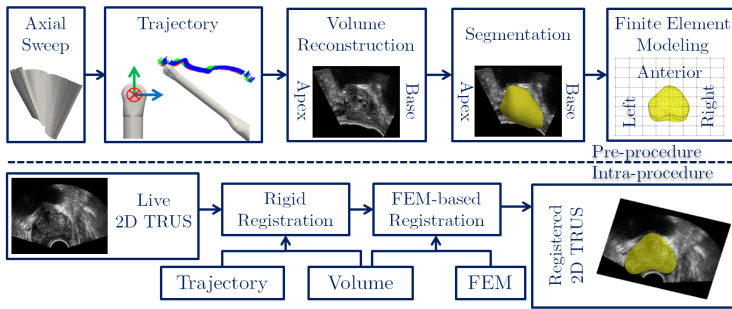 Axial
Sweep
Trajectory
Volume
Reconstruction
Apex
Base
Segmentation
Apex
Base
Finite Element
Modeling
Anterior
Left
Right
Pre-procedure
Intra-procedure
Live
2D TRUS
Rigid
Registration
FEM-based
Registration
Registered
2D TRUS
Trajectory
Volume
FEM